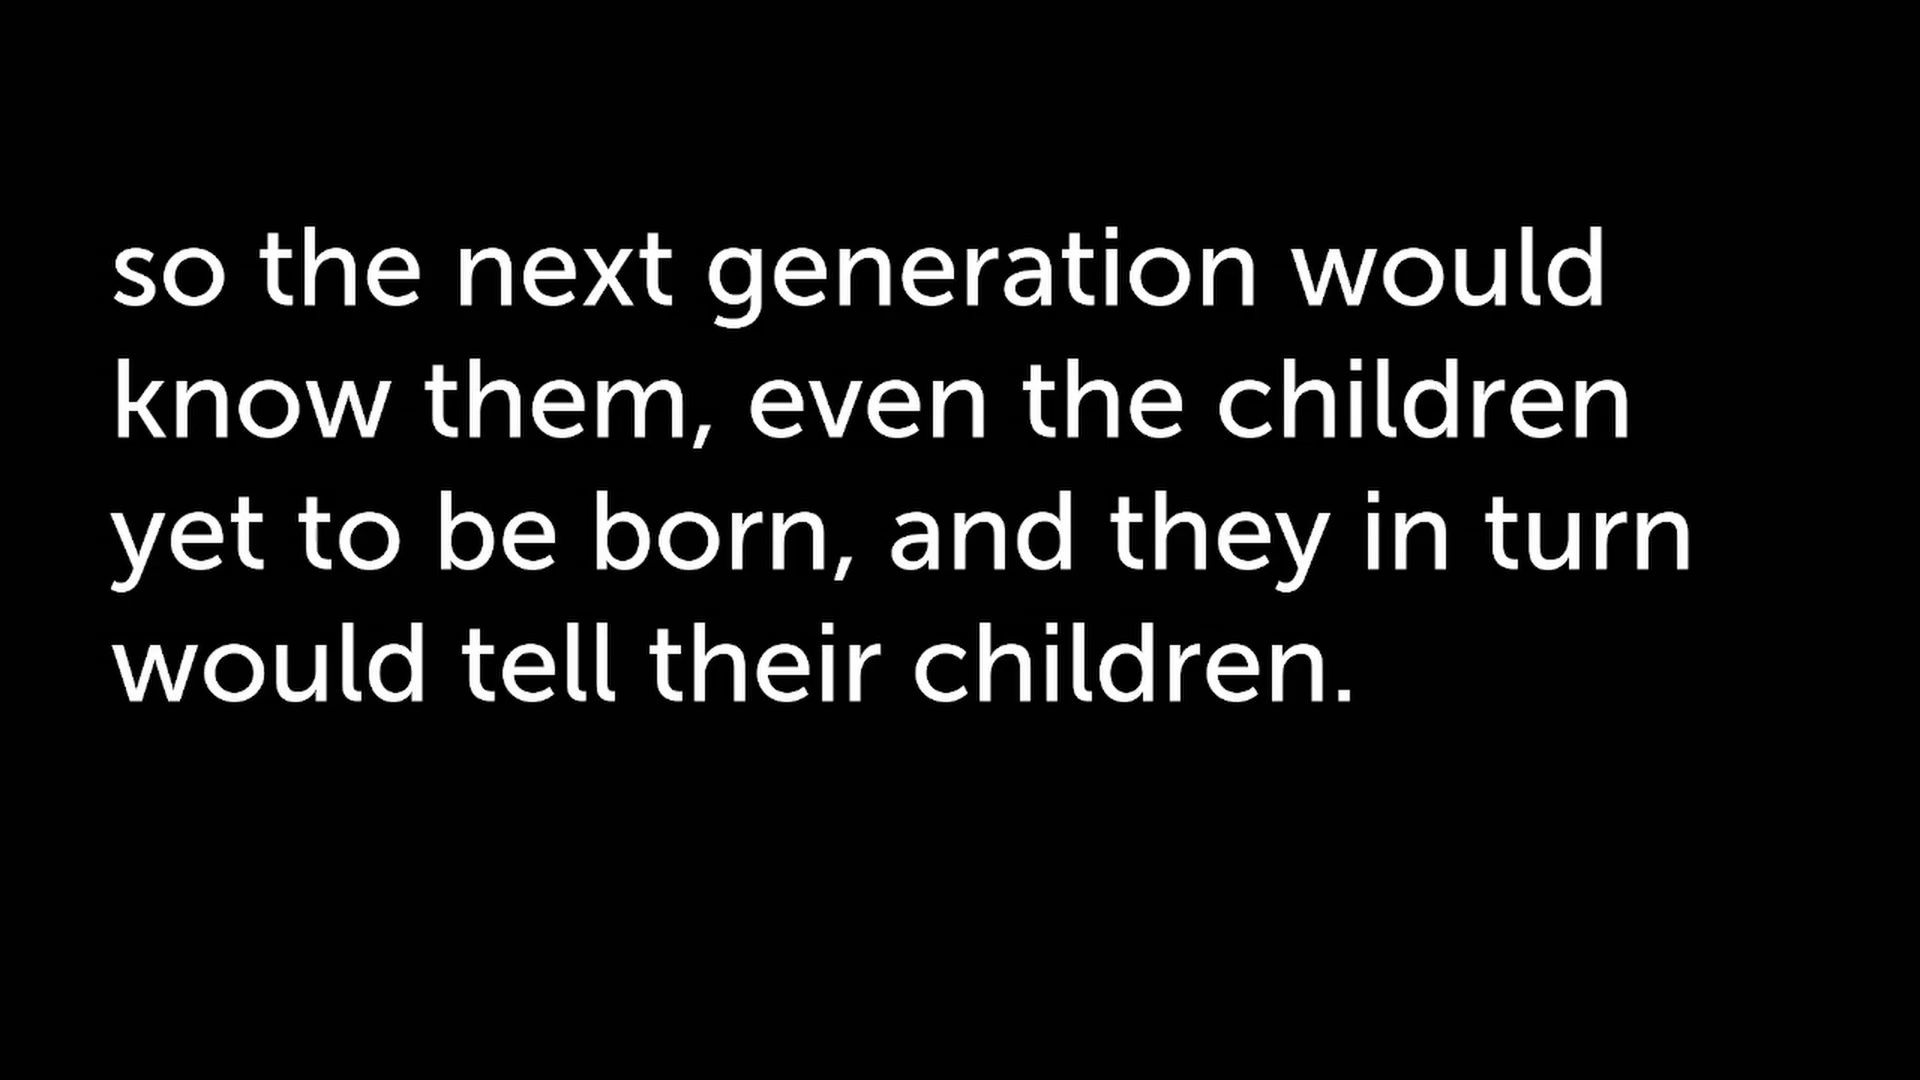 so the next generation would
know them, even the children
yet to be born, and they in turn
would tell their children.